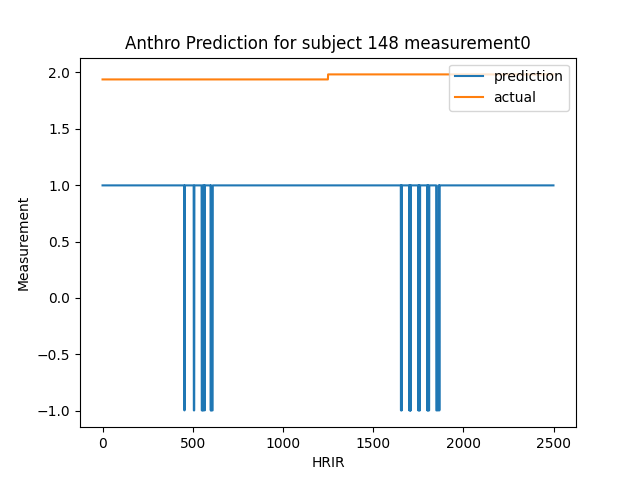 Anthro Prediction for subject 148 measurement0
prediction
actual
2.0
1.5
1.0
0.5
0.0
−0.5
−1.0
Measurement
0
500
1000
1500
2000
2500
HRIR